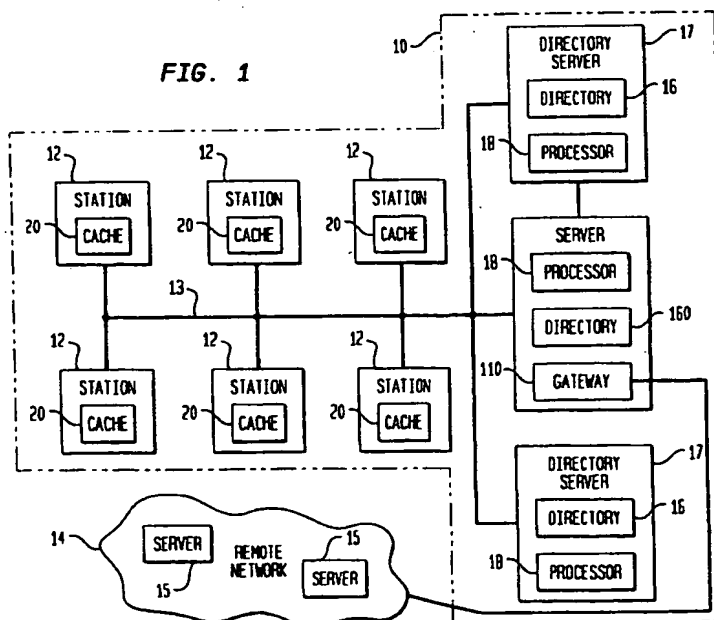 FIG. 1
10
17
DIRECTORY
SERVER
DIRECTORY
16
18
PROCESSOR
12
12
12
STATION
STATION
STATION
20
CACHE
20
CACHE
20
CACHE
SERVER
18
PROCESSOR
13
DIRECTORY
160
12
12
12
110
GATEWAY
STATION
STATION
STATION
20
CACHE
20
CACHE
20
CACHE
17
DIRECTORY
SERVER
DIRECTORY
16
18
PROCESSOR
14
SERVER
15
REMOTE
NETWORK
15
SERVER